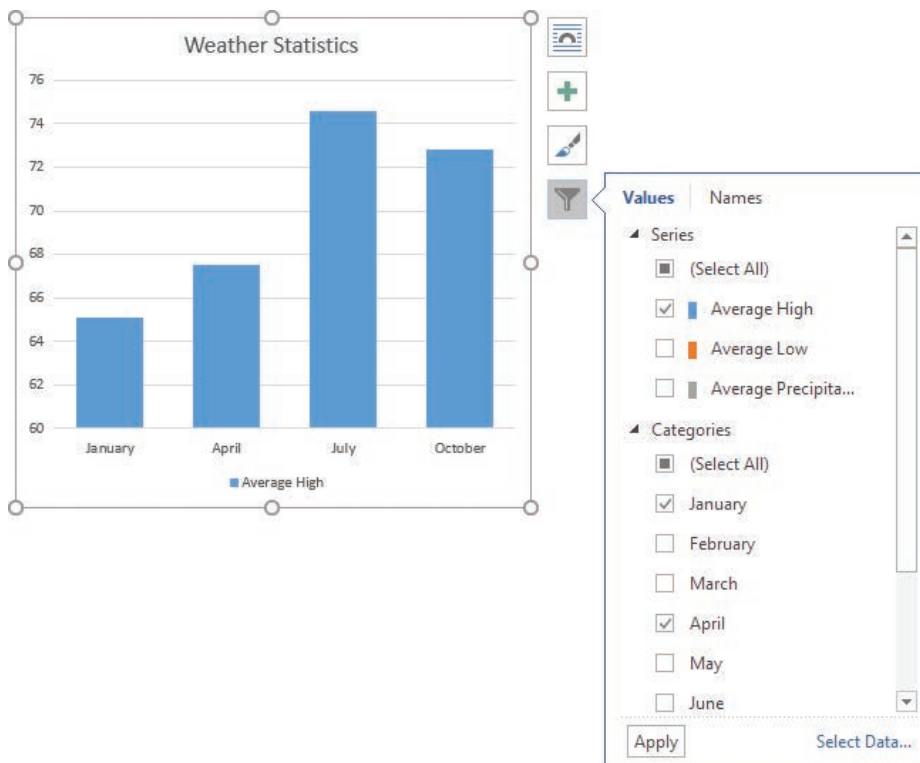 Weather Statistics
76
74
72
70
68
66
64
62
60
January April July October
Average High
Values Names
Series
(Select All)
Average High
Average Low
Average Precipita...
Categories
(Select All)
January
February
March
April
May
June
Apply Select Data...